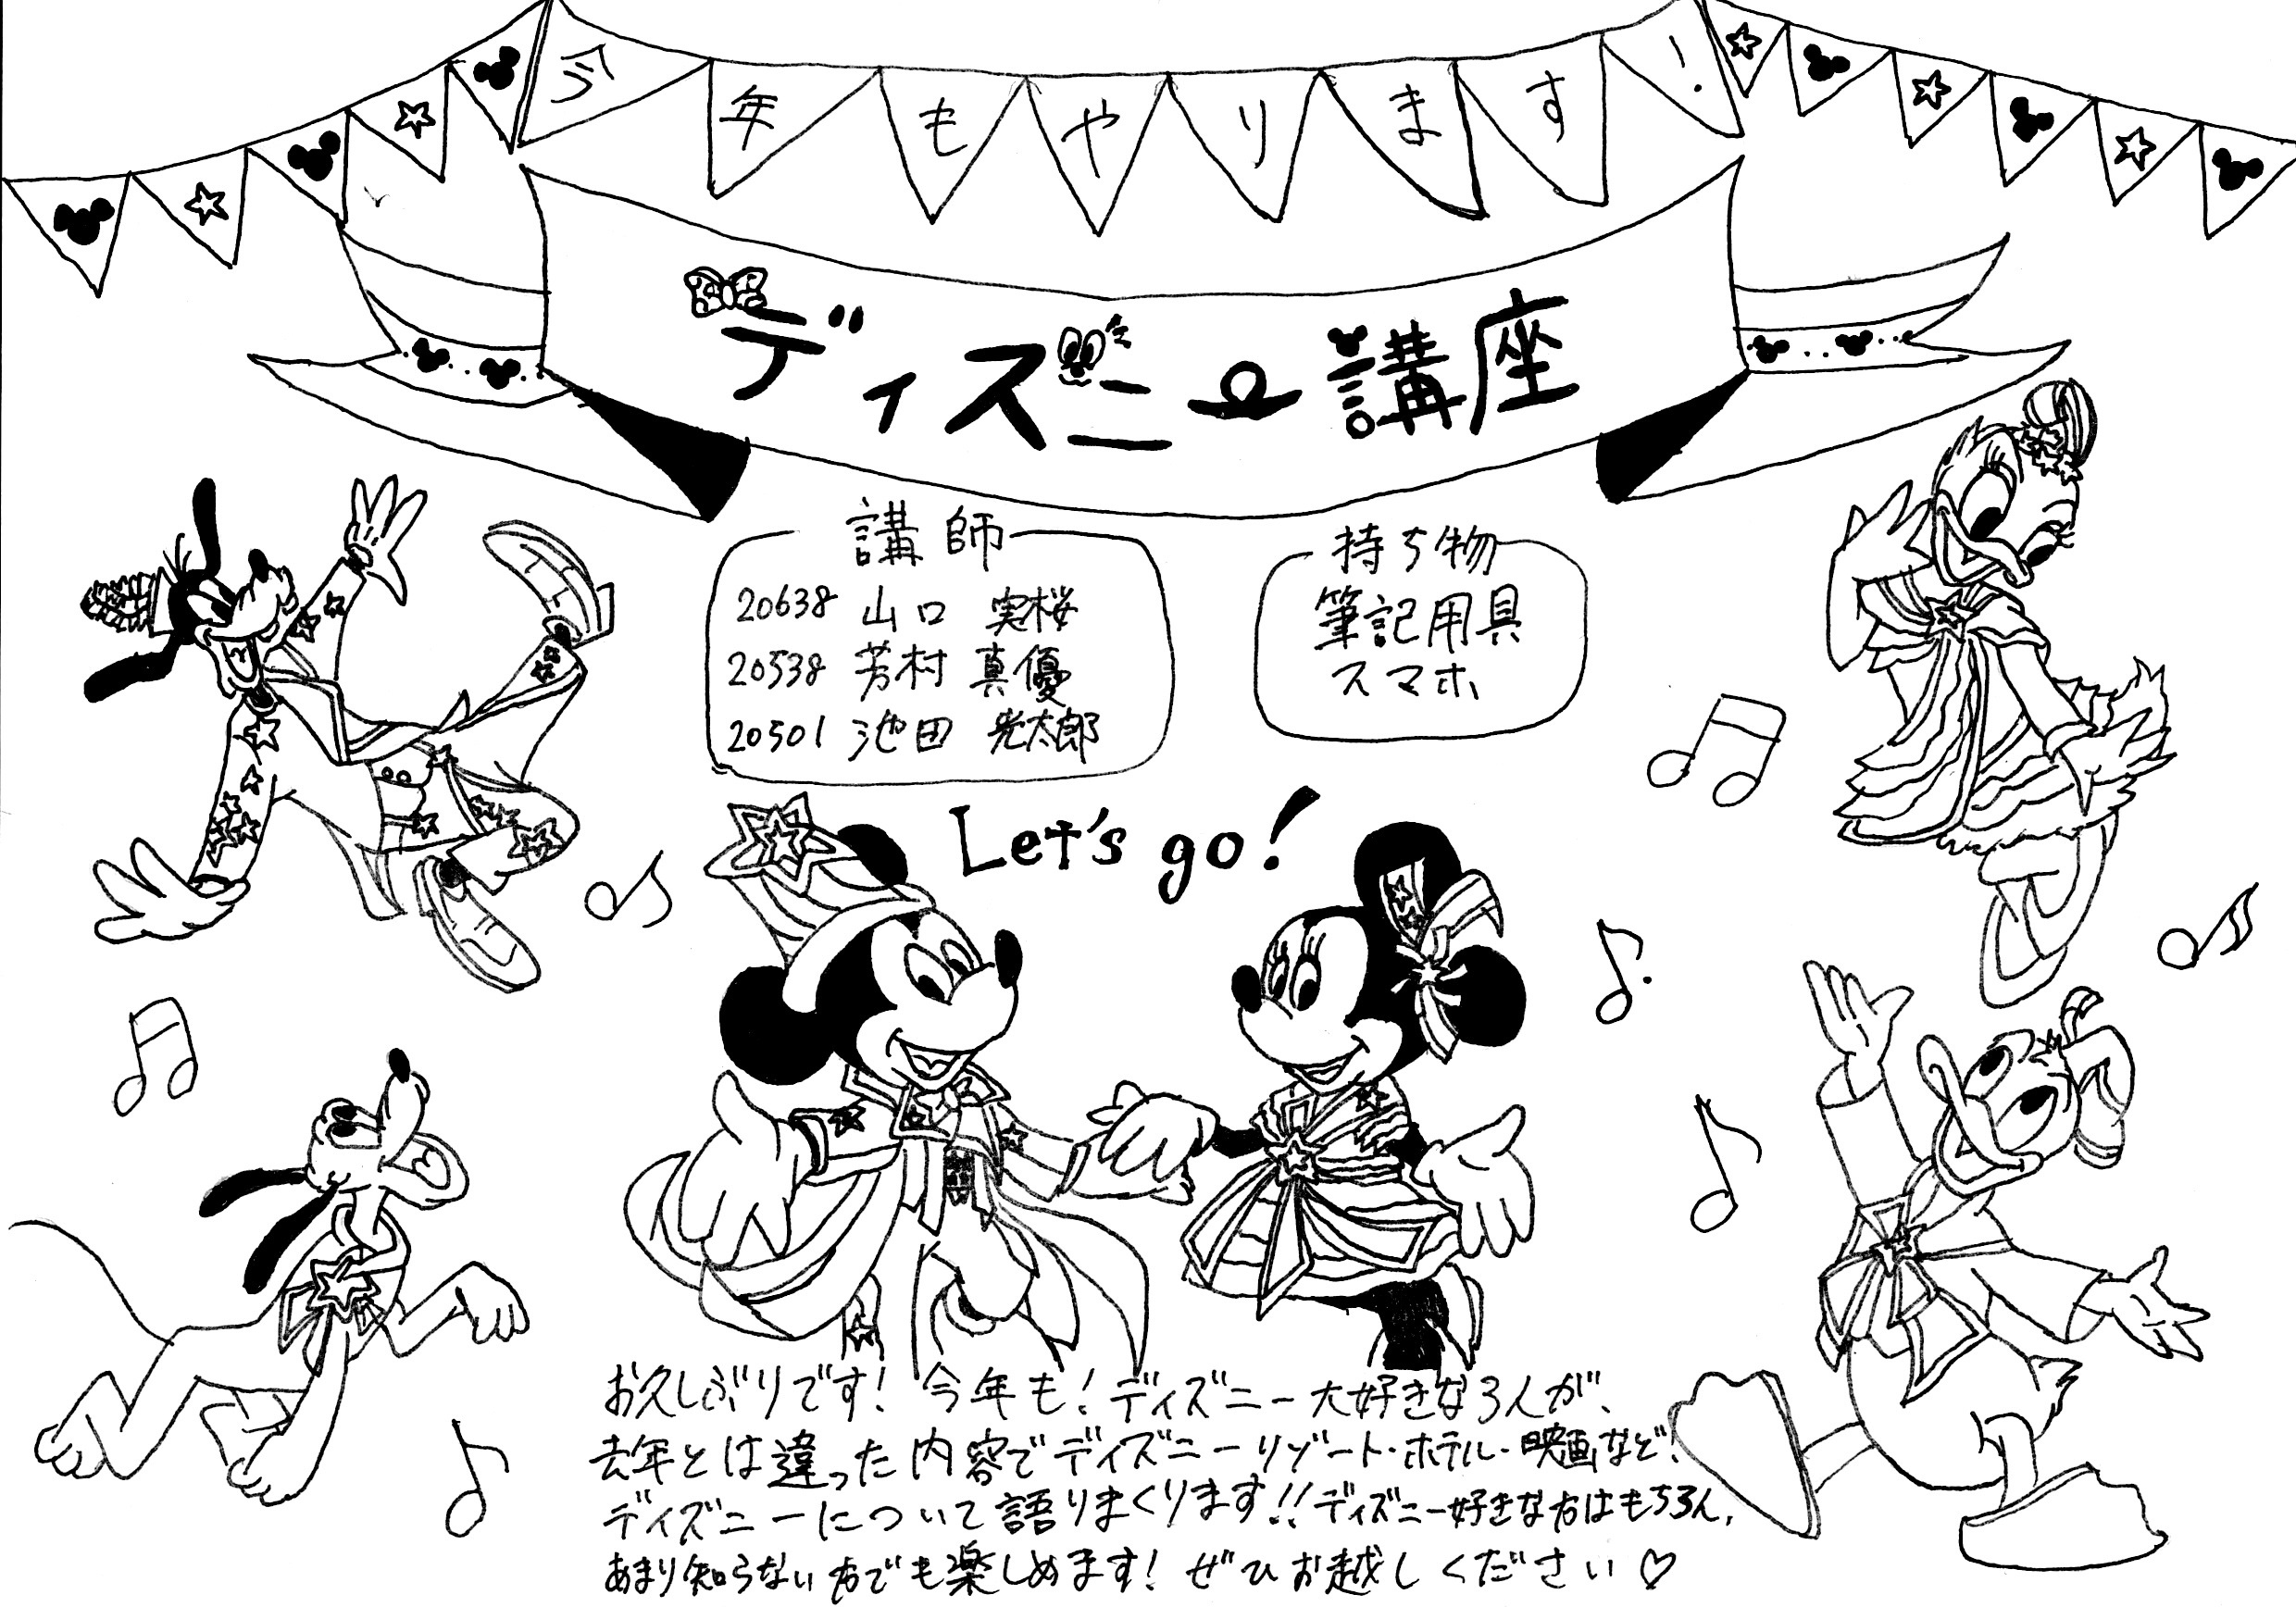 今年もやります!
ディズニー講座
講師
20638 山口 実桜
20538 芳村 真優
20501 池田 光太郎
持ち物
筆記用具
スマホ
Let's go!
お久しぶりです! 今年も! ディズニー大好きな3人が、
去年とは違った内容でディズニーリゾート・ホテル・映画など、
ディズニーについて語りまくります!! ディズニー好きな方はもちろん、
あまり知らない方でも楽しめます! ぜひお越しください♡